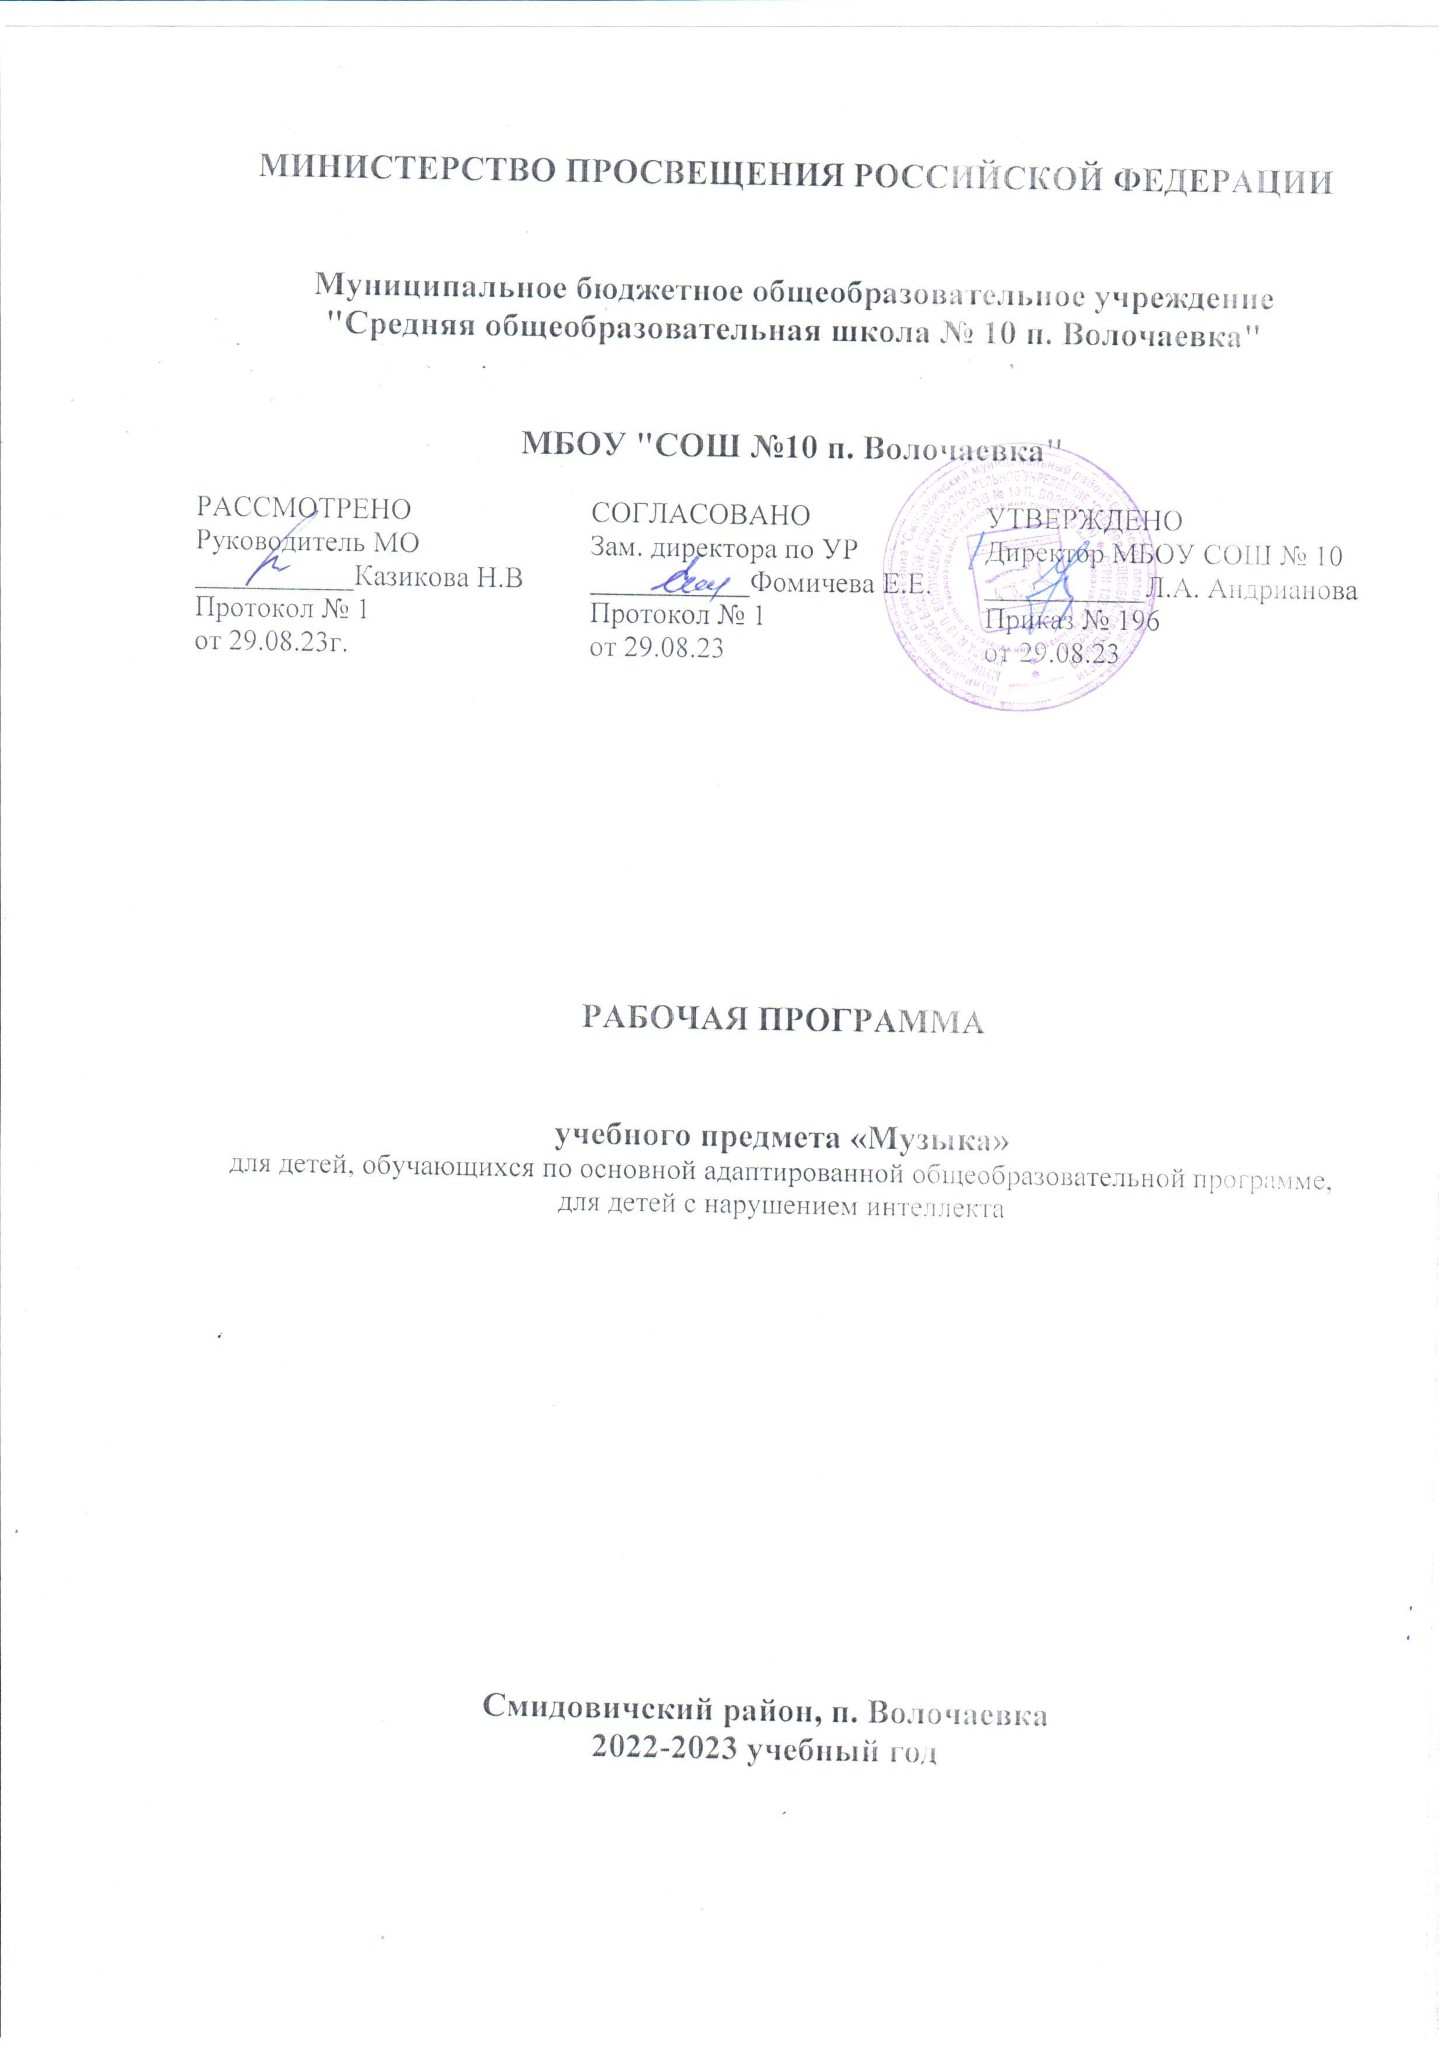 МИНИСТЕРСТВО ПРОСВЕЩЕНИЯ РОССИЙСКОЙ ФЕДЕРАЦИИ
Муниципальное бюджетное общеобразовательное учреждение
"Средняя общеобразовательная школа № 10 п. Волочаевка"
МБОУ "СОШ №10 п. Волочаевка"
РАССМОТРЕНО
Руководитель МО
___________Казикова Н.В
Протокол № 1
от 29.08.23г.
СОГЛАСОВАНО
Зам. директора по УР
___________Фомичева Е.Е.
Протокол № 1
от 29.08.23
УТВЕРЖДЕНО
Директор МБОУ СОШ № 10
___________Л.А. Андрианова
Приказ № 196
от 29.08.23
РАБОЧАЯ ПРОГРАММА
учебного предмета «Музыка»
для детей, обучающихся по основной адаптированной общеобразовательной программе,
для детей с нарушением интеллекта
Смидовичский район, п. Волочаевка
2022-2023 учебный год